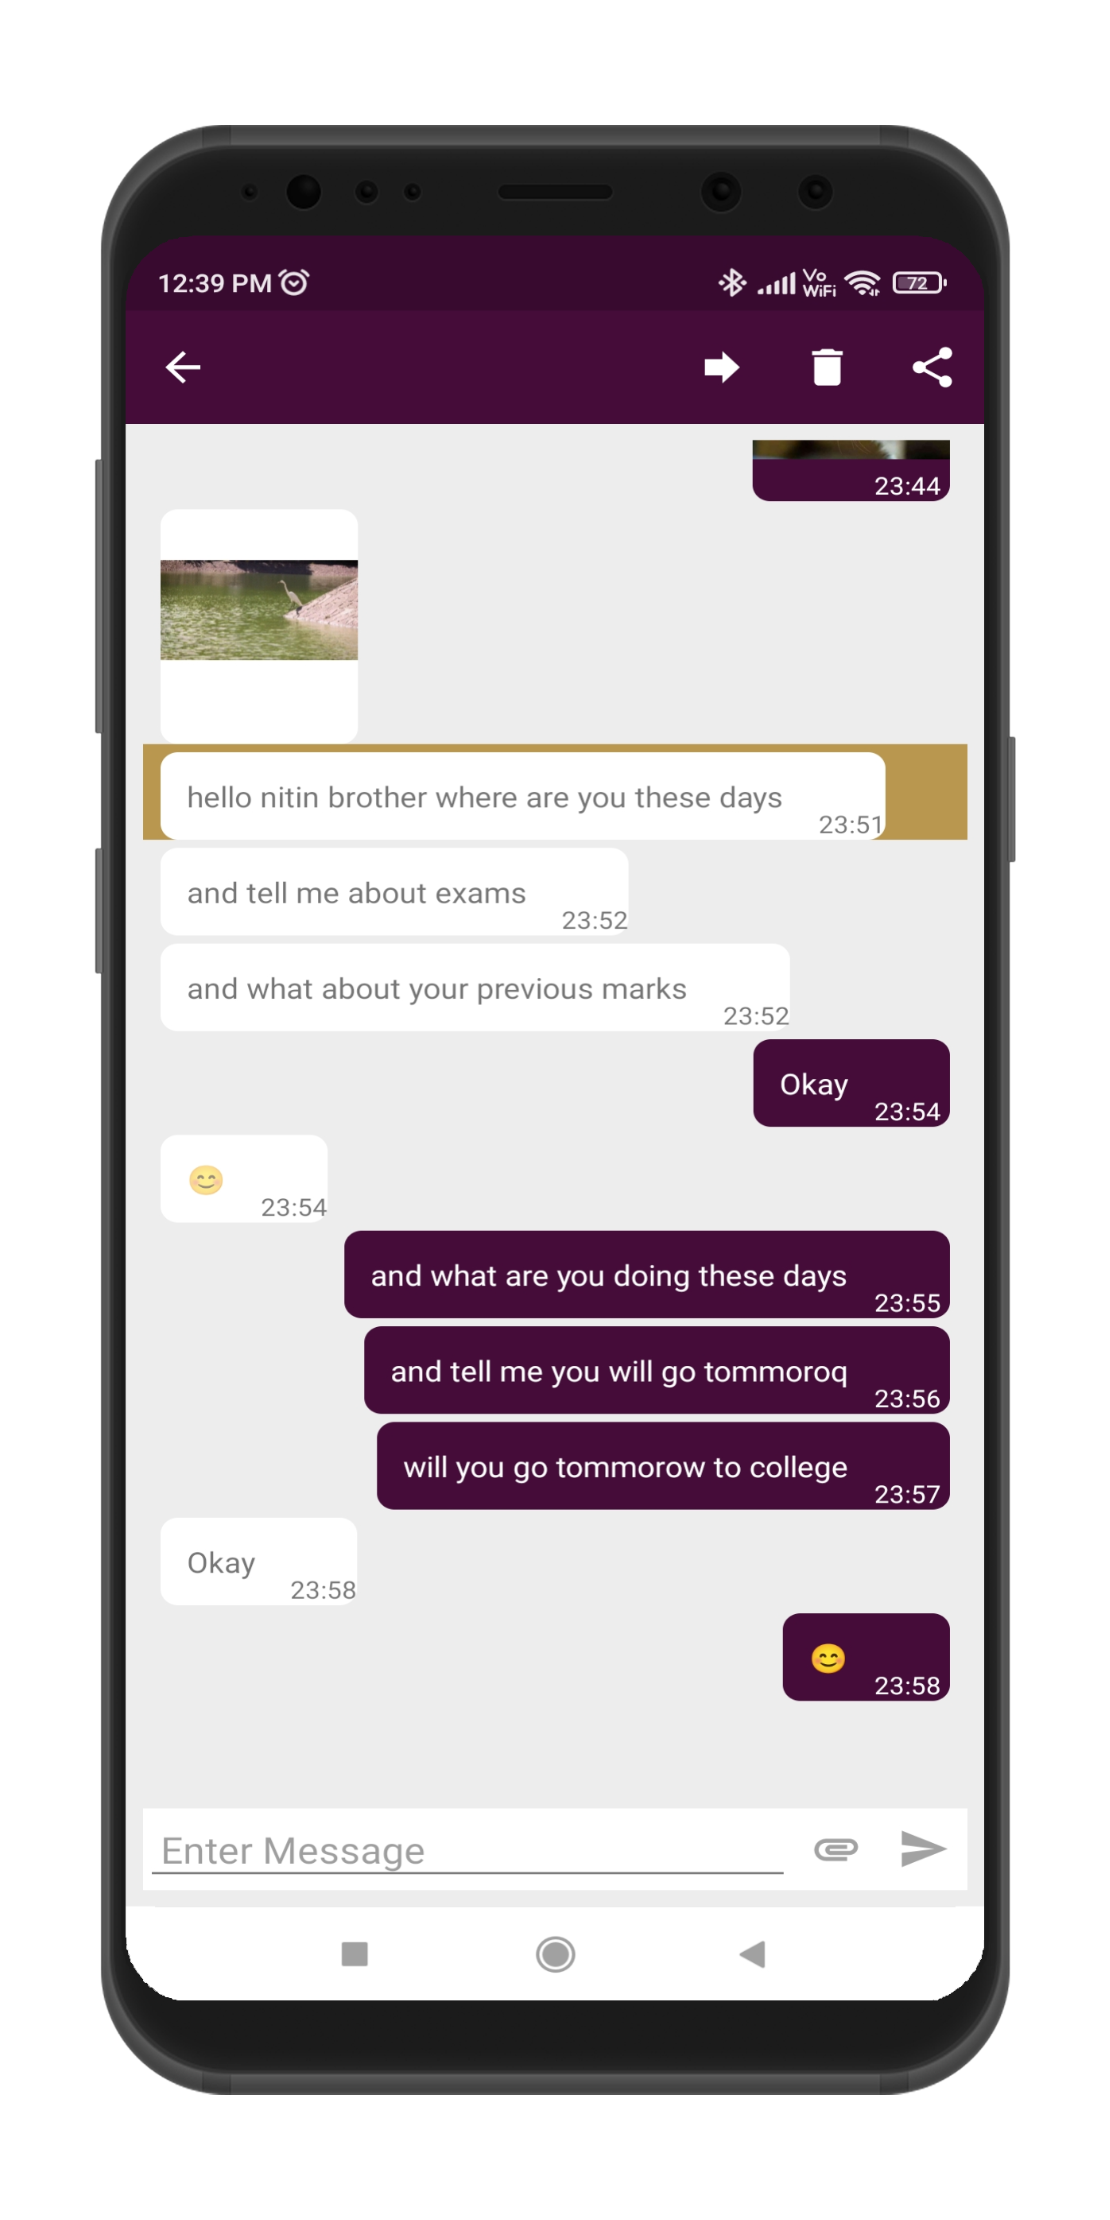 12:39 PM
Vo
WiFi
72
23:44
hello nitin brother where are you these days
23:51
and tell me about exams
23:52
and what about your previous marks
23:52
Okay
23:54
😊
23:54
and what are you doing these days
23:55
and tell me you will go tommoroq
23:56
will you go tommorow to college
23:57
Okay
23:58
😊
23:58
Enter Message